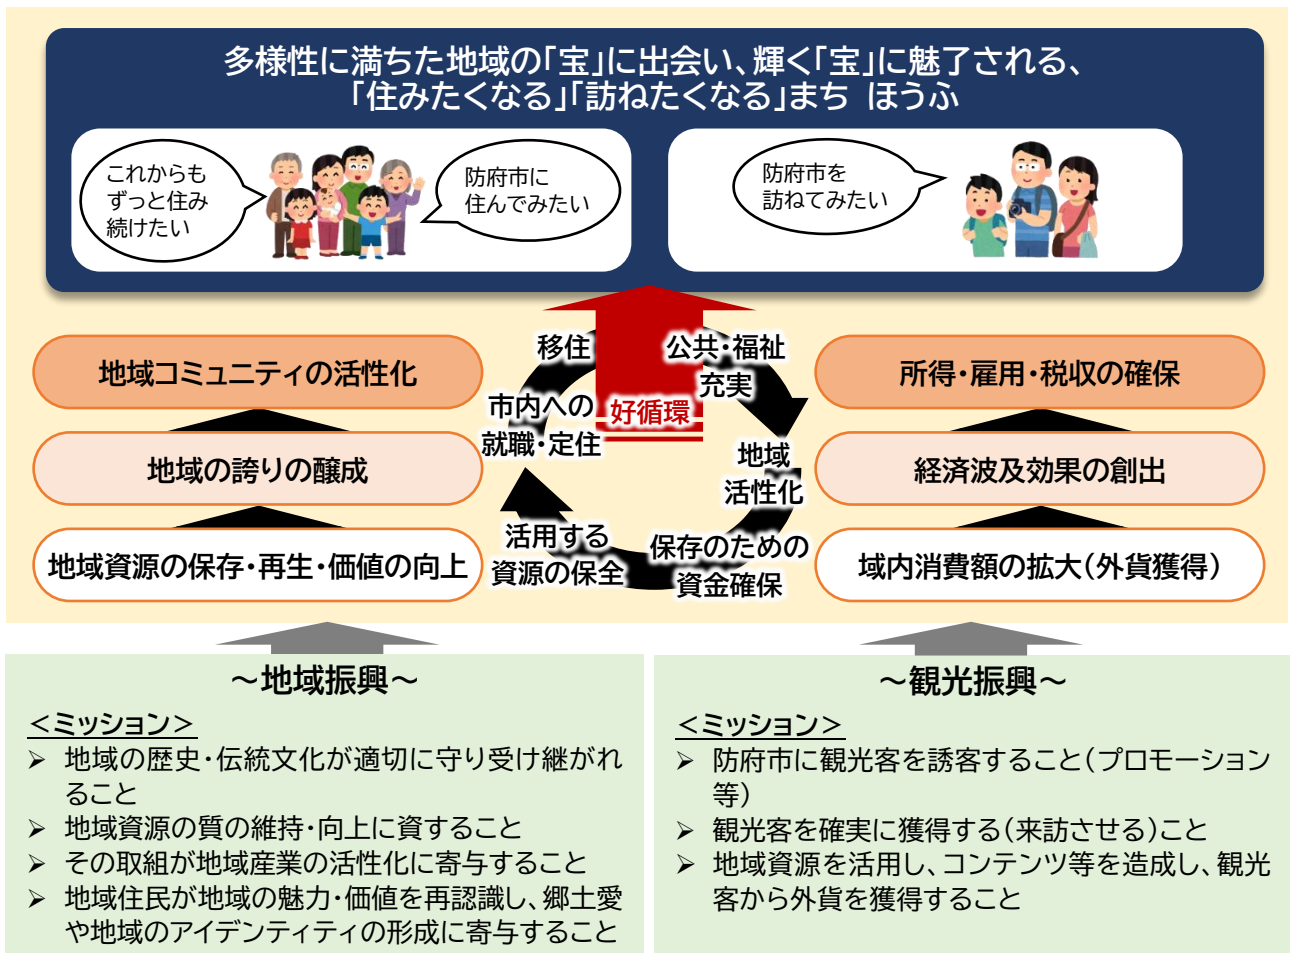 多様性に満ちた地域の「宝」に出会い、輝く「宝」に魅了される、
「住みたくなる」「訪ねたくなる」まち ほうふ
これからも
ずっと住み
続けたい
防府市に
住んでみたい
防府市を
訪ねてみたい
地域コミュニティの活性化
地域の誇りの醸成
地域資源の保存・再生・価値の向上
移住
公共・福祉
充実
市内への
就職・定住
好循環
地域
活性化
活用する
資源の保全
保存のための
資金確保
所得・雇用・税収の確保
経済波及効果の創出
域内消費額の拡大（外貨獲得）
～地域振興～
＜ミッション＞
➢ 地域の歴史・伝統文化が適切に守り受け継がれ
ること
➢ 地域資源の質の維持・向上に資すること
➢ その取組が地域産業の活性化に寄与すること
➢ 地域住民が地域の魅力・価値を再認識し、郷土愛
や地域のアイデンティティの形成に寄与すること
～観光振興～
＜ミッション＞
➢ 防府市に観光客を誘客すること（プロモーション
等）
➢ 観光客を確実に獲得する（来訪させる）こと
➢ 地域資源を活用し、コンテンツ等を造成し、観光
客から外貨を獲得すること